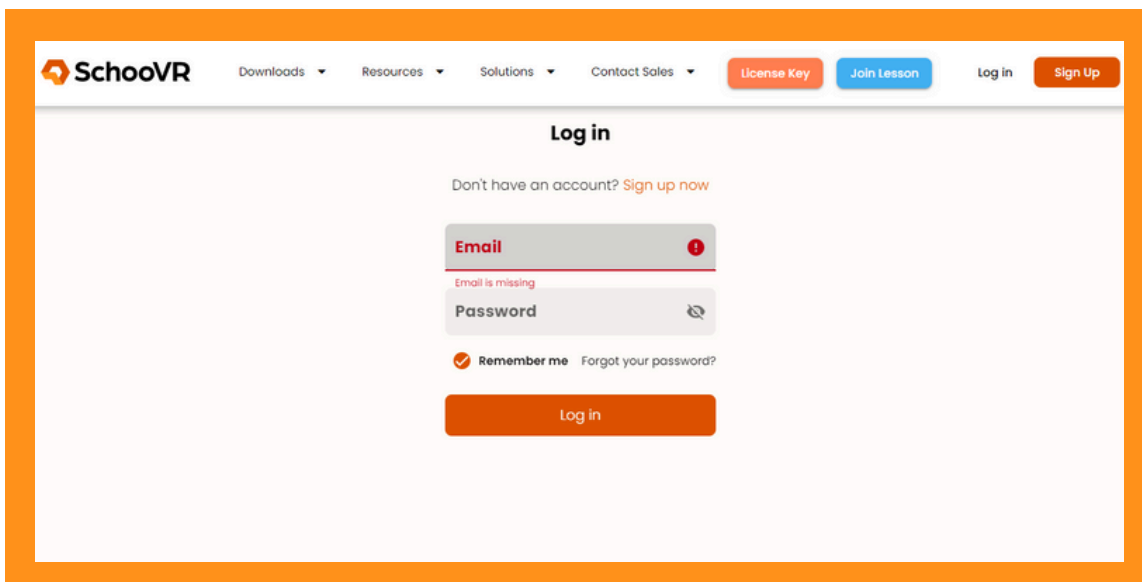 SchooVR Downloads Resources Solutions Contact Sales License Key Join Lesson Log in Sign Up
Log in
Don't have an account? Sign up now
Email
Email is missing
Password
Remember me Forgot your password?
Log in